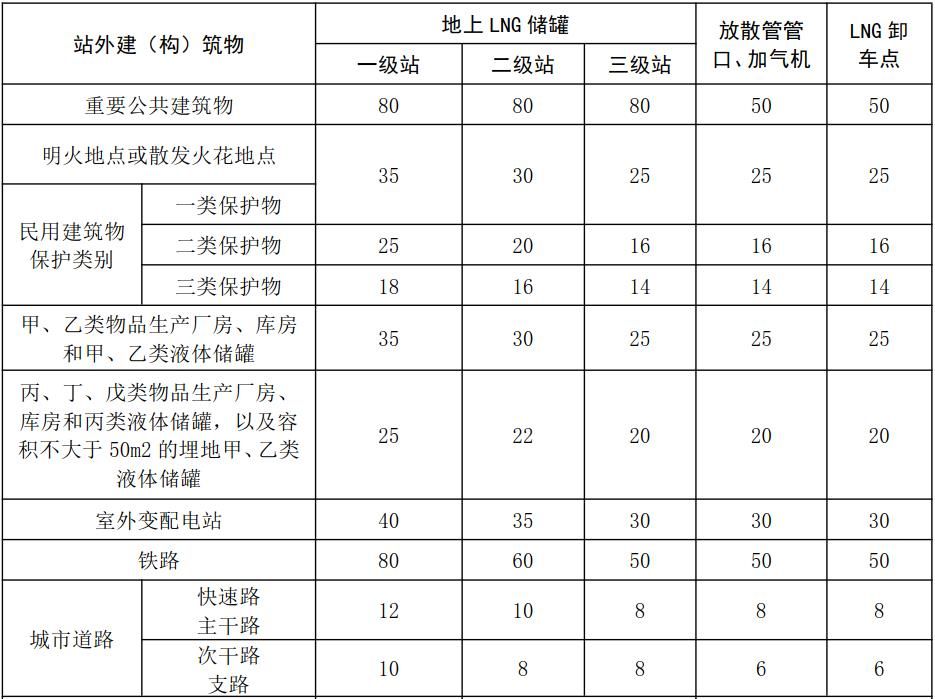 站外建（构）筑物
地上 LNG 储罐
放散管管
口、加气机
LNG 卸
车点
一级站 二级站 三级站
重要公共建筑物 80 80 80 50 50
明火地点或散发火花地点
35 30 25 25 25
民用建筑物
保护类别
一类保护物
二类保护物 25 20 16 16 16
三类保护物 18 16 14 14 14
甲、乙类物品生产厂房、库房
和甲、乙类液体储罐
35 30 25 25 25
丙、丁、戊类物品生产厂房、
库房和丙类液体储罐，以及容
积不大于 50m2 的埋地甲、乙类
液体储罐
25 22 20 20 20
室外变配电站 40 35 30 30 30
铁路 80 60 50 50 50
城市道路
快速路
主干路
12 10 8 8 8
次干路
支路
10 8 8 6 6